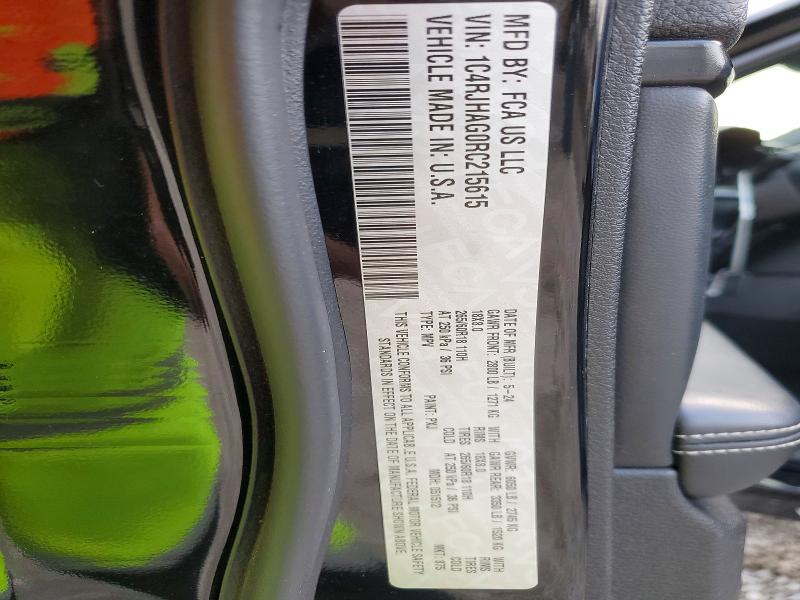 MFD BY: FCA US LLC
VIN: 1C4RJHAG0RC215615
VEHICLE MADE IN: U.S.A.
DATE OF MFR (BUILT): 5-24 GVWR: 6050 LB / 2745 KG
GAWR FRONT: 2800 LB / 1271 KG WITH GAWR REAR: 3350 LB / 1520 KG WITH
18X8.0 RIMS 18X8.0 RIMS
265/60R18 110H TIRES 265/60R18 110H TIRES
AT 250 kPa / 36 PSI COLD AT 250 kPa / 36 PSI COLD
TYPE: MPV PAINT: PXJ MDH: 051512 MKT: 875
THIS VEHICLE CONFORMS TO ALL APPLICABLE U.S.A. FEDERAL MOTOR VEHICLE SAFETY
STANDARDS IN EFFECT ON THE DATE OF MANUFACTURE SHOWN ABOVE.